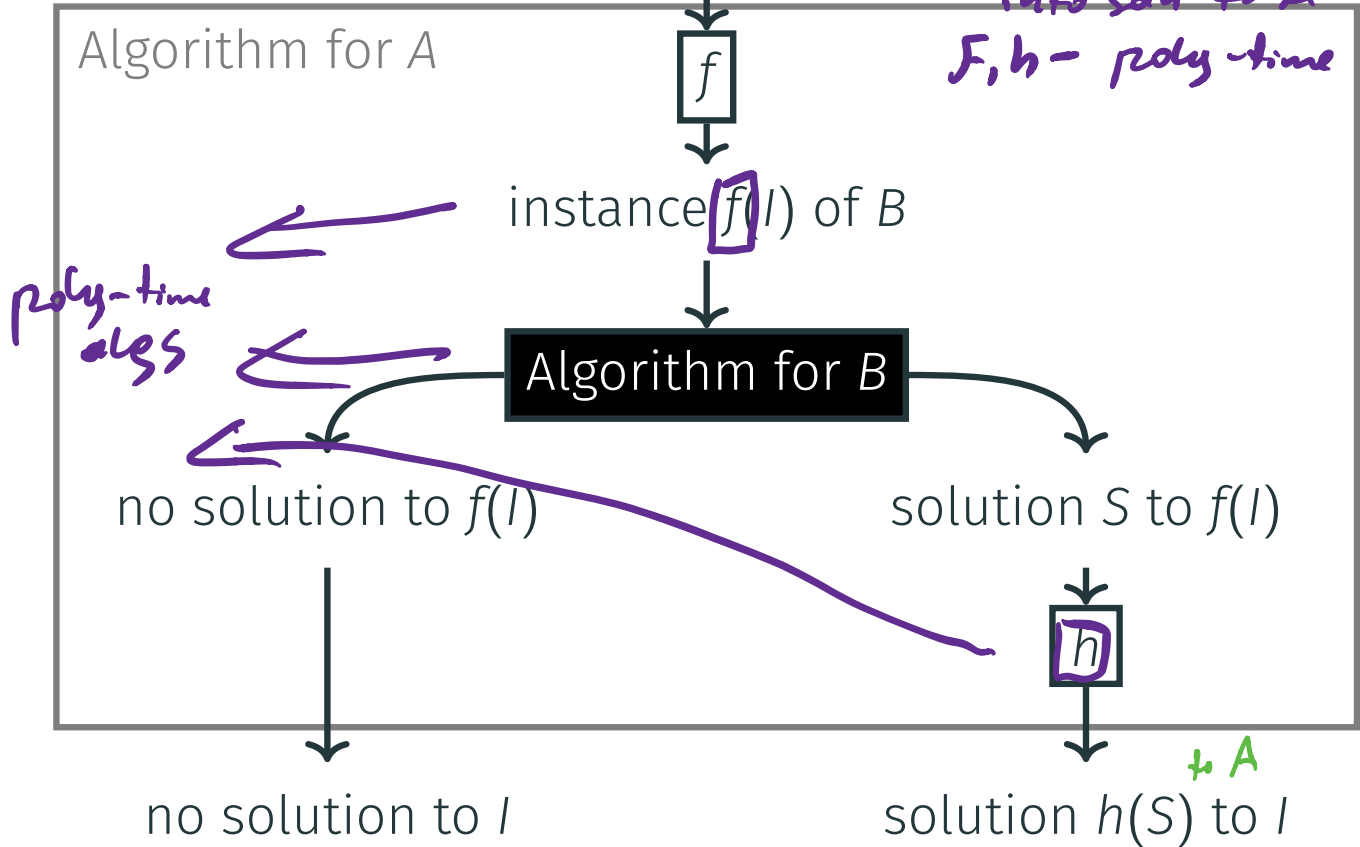 Algorithm for A
F, h - poly-time
f
instance f(I) of B
poly-time
algs
Algorithm for B
no solution to f(I)
solution S to f(I)
h
to A
no solution to I
solution h(S) to I